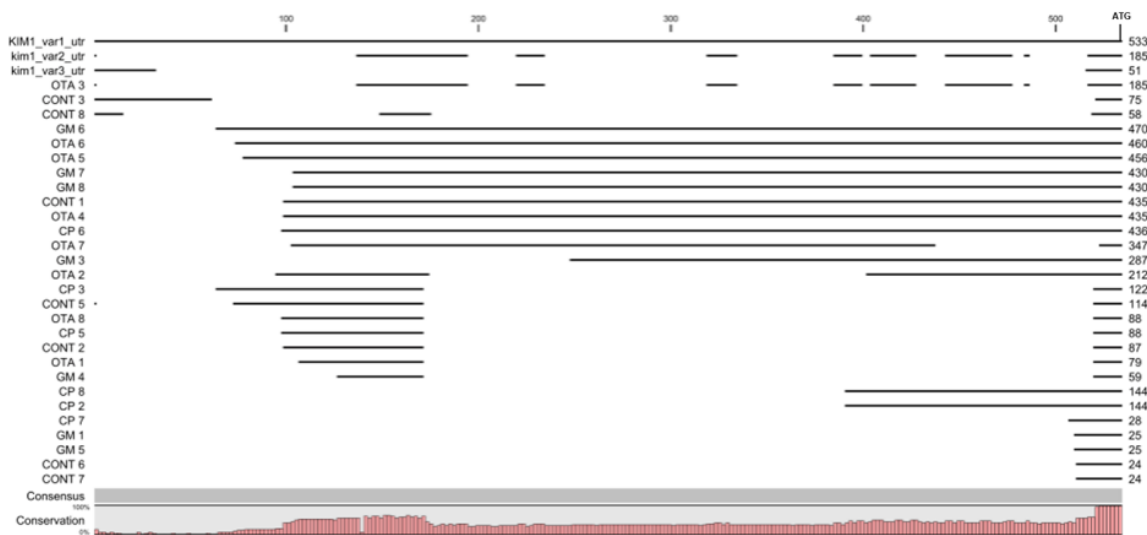 100 200 300 400 500 ATG
KIM1_var1_utr 533
kim1_var2_utr 185
kim1_var3_utr 51
OTA 3 185
CONT 3 75
CONT 8 58
GM 6 470
OTA 6 460
OTA 5 456
GM 7 430
GM 8 430
CONT 1 435
OTA 4 435
CP 6 436
OTA 7 347
GM 3 287
OTA 2 212
CP 3 122
CONT 5 114
OTA 8 88
CP 5 88
CONT 2 87
OTA 1 79
GM 4 59
CP 8 144
CP 2 144
CP 7 28
GM 1 25
GM 5 25
CONT 6 24
CONT 7 24
Consensus
100%
Conservation
0%